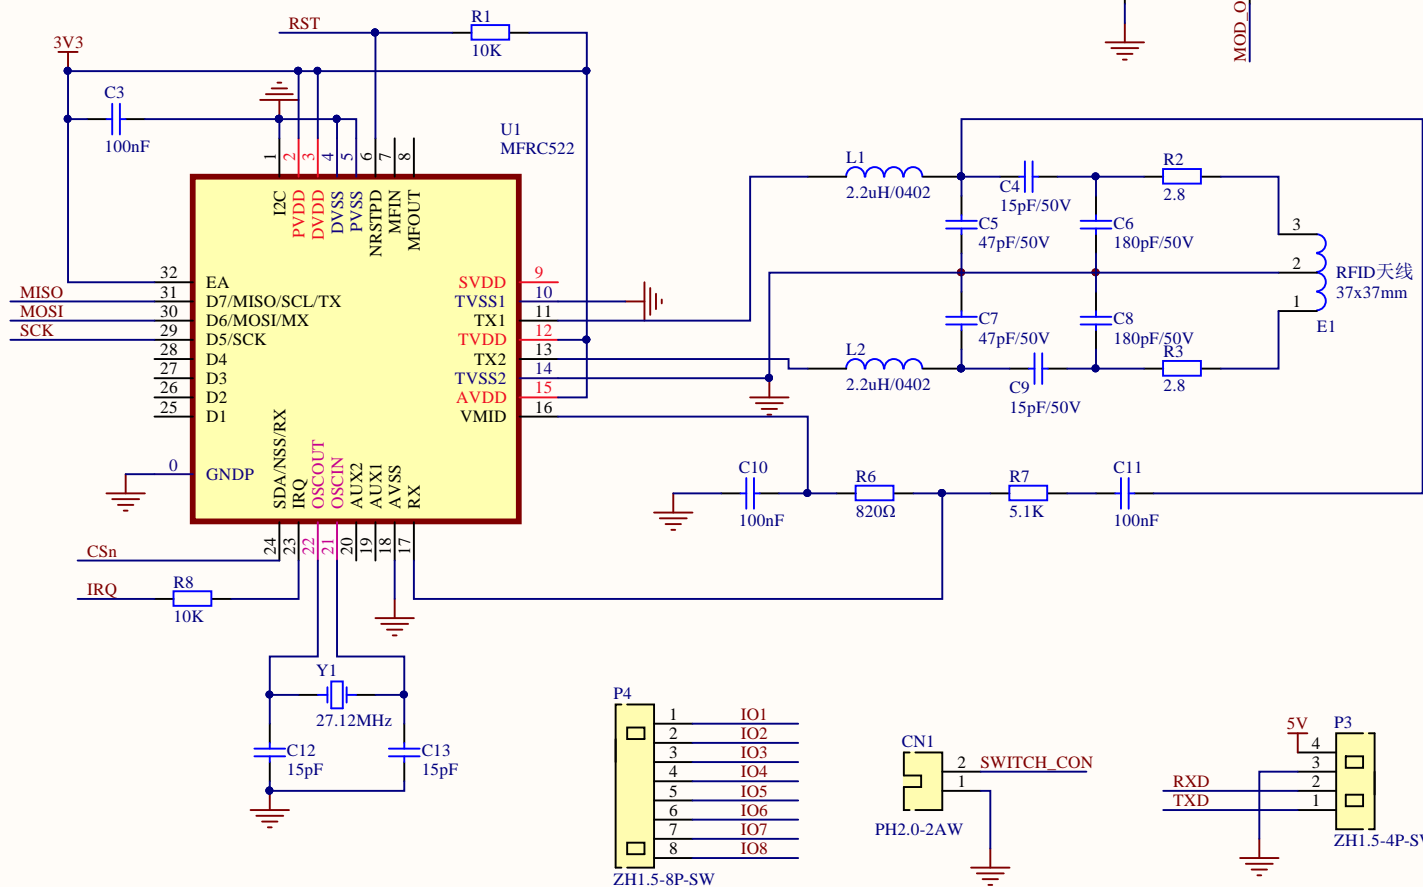 RST
R1
10K
MOD_O
3V3
C3
100nF
U1
MFRC522
1
2
3
4
5
6
7
8
I2C
PVDD
DVDD
DVSS
PVSS
NRSTPD
MFIN
MFOUT
32 EA
MISO 31 D7/MISO/SCL/TX
MOSI 30 D6/MOSI/MX
SCK 29 D5/SCK
28 D4
27 D3
26 D2
25 D1
0 GNDP
SVDD 9
TVSS1 10
TX1 11
TVDD 12
TX2 13
TVSS2 14
AVDD 15
VMID 16
SDA/NSS/RX
IRQ
OSCOUT
OSCIN
AUX2
AUX1
AVSS
RX
24
23
22
21
20
19
18
17
L1
2.2uH/0402
C4
15pF/50V
R2
2.8
C5
47pF/50V
C6
180pF/50V
3
2
1
RFID天线
37x37mm
E1
C7
47pF/50V
C8
180pF/50V
L2
2.2uH/0402
C9
15pF/50V
R3
2.8
C10
100nF
R6
820Ω
R7
5.1K
C11
100nF
CSn
IRQ
R8
10K
Y1
27.12MHz
C12
15pF
C13
15pF
P4
1 IO1
2 IO2
3 IO3
4 IO4
5 IO5
6 IO6
7 IO7
8 IO8
ZH1.5-8P-SW
CN1
2 SWITCH_CON
1
PH2.0-2AW
5V
P3
4
3
RXD 2
TXD 1
ZH1.5-4P-SW